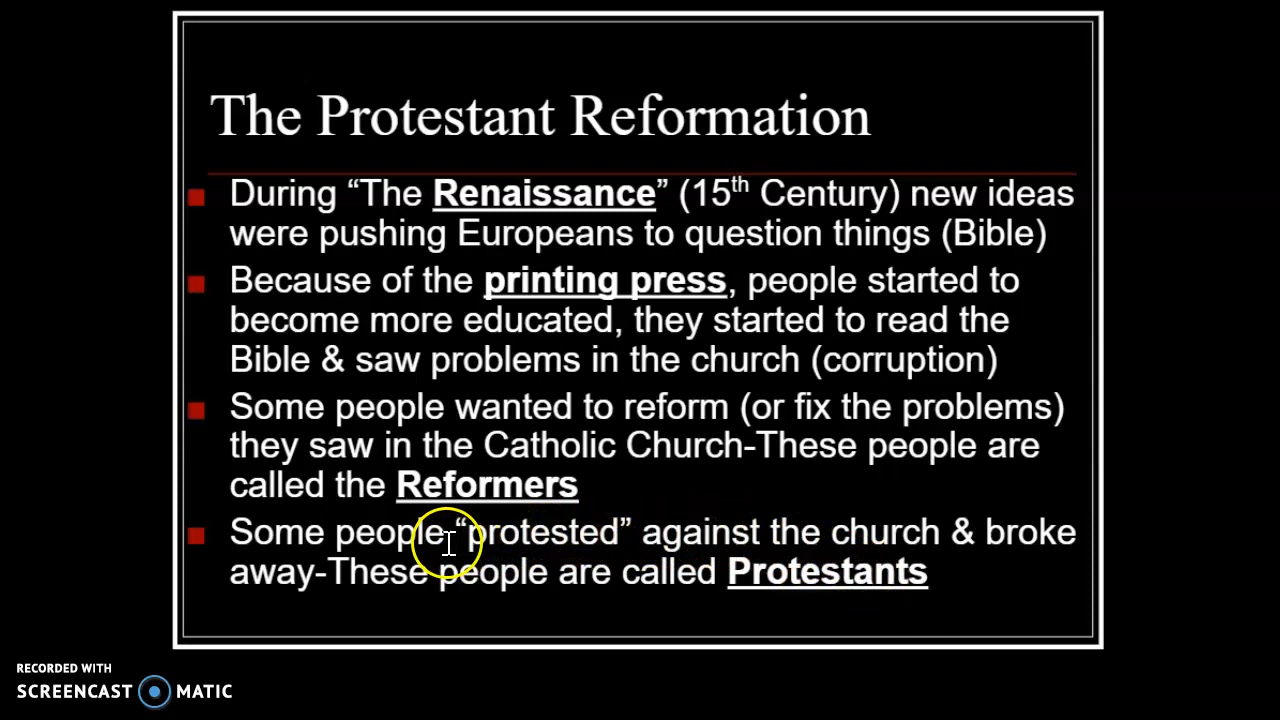 The Protestant Reformation
During “The Renaissance” (15th Century) new ideas
were pushing Europeans to question things (Bible)
Because of the printing press, people started to
become more educated, they started to read the
Bible & saw problems in the church (corruption)
Some people wanted to reform (or fix the problems)
they saw in the Catholic Church-These people are
called the Reformers
Some people “protested” against the church & broke
away-These people are called Protestants
RECORDED WITH
SCREENCAST MATIC